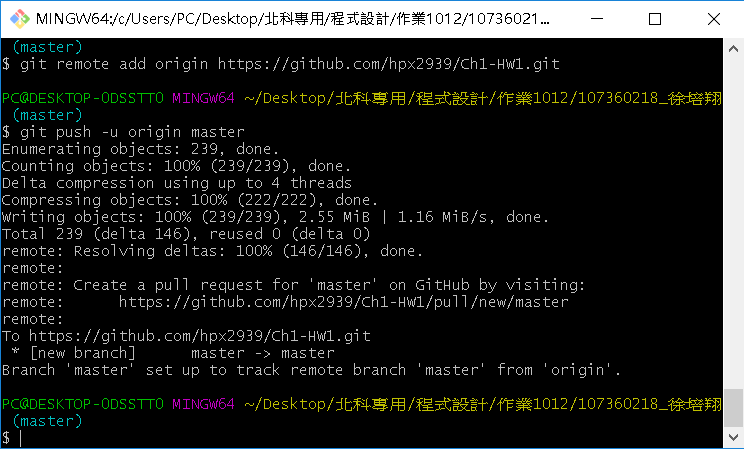 MINGW64:/c/Users/PC/Desktop/北科專用/程式設計/作業1012/10736021...
(master)
$ git remote add origin https://github.com/hpx2939/Ch1-HW1.git
PC@DESKTOP-0DSSTT0 MINGW64 ~/Desktop/北科專用/程式設計/作業1012/107360218_徐培翔
(master)
$ git push -u origin master
Enumerating objects: 239, done.
Counting objects: 100% (239/239), done.
Delta compression using up to 4 threads
Compressing objects: 100% (222/222), done.
Writing objects: 100% (239/239), 2.55 MiB | 1.16 MiB/s, done.
Total 239 (delta 146), reused 0 (delta 0)
remote: Resolving deltas: 100% (146/146), done.
remote:
remote: Create a pull request for 'master' on GitHub by visiting:
remote:      https://github.com/hpx2939/Ch1-HW1/pull/new/master
remote:
To https://github.com/hpx2939/Ch1-HW1.git
 * [new branch]      master -> master
Branch 'master' set up to track remote branch 'master' from 'origin'.
PC@DESKTOP-0DSSTT0 MINGW64 ~/Desktop/北科專用/程式設計/作業1012/107360218_徐培翔
(master)
$